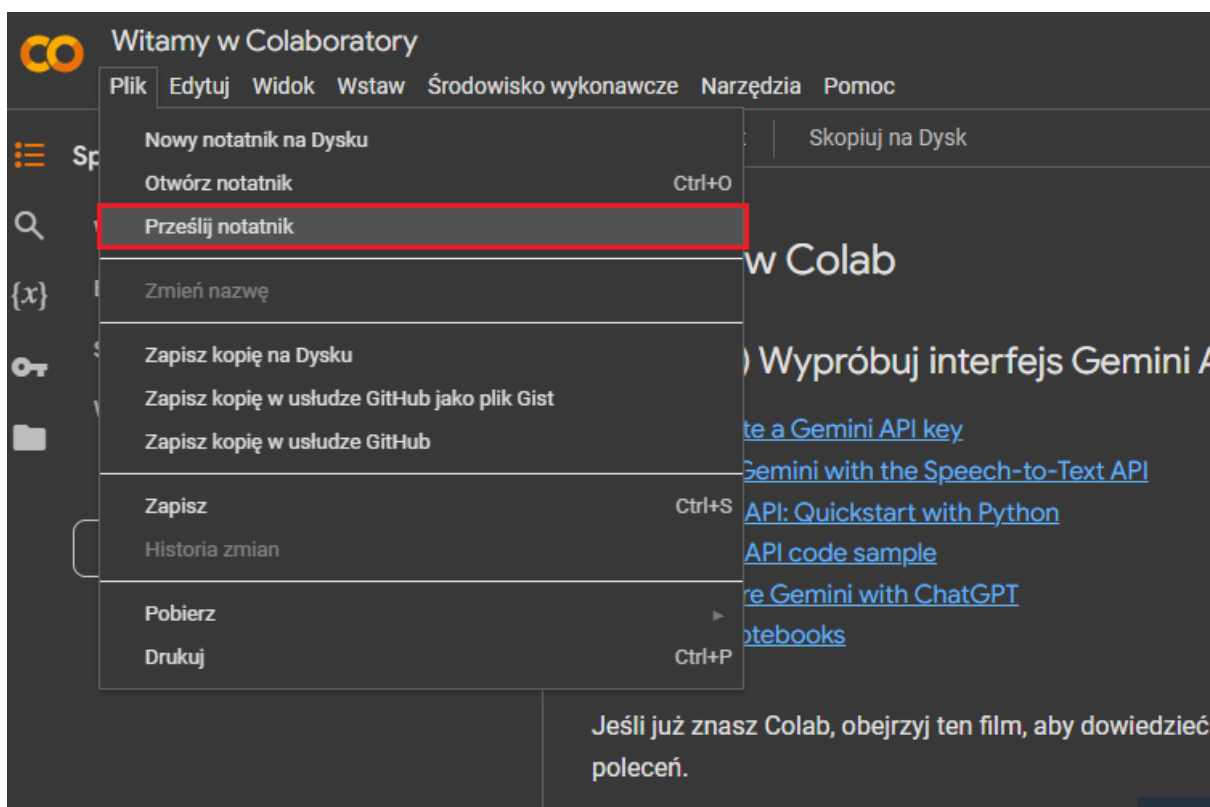 Witamy w Colaboratory
Plik Edytuj Widok Wstaw Środowisko wykonawcze Narzędzia Pomoc
Nowy notatnik na Dysku
Skopiuj na Dysk
Otwórz notatnik Ctrl+O
Prześlij notatnik
w Colab
{x}
Zmień nazwę
Zapisz kopię na Dysku
Wypróbuj interfejs Gemini
Zapisz kopię w usłudze GitHub jako plik Gist
a Gemini API key
Zapisz kopię w usłudze GitHub
Gemini with the Speech-to-Text API
Zapisz Ctrl+S
API: Quickstart with Python
Historia zmian
API code sample
Pobierz
Gemini with ChatGPT
Drukuj Ctrl+P
Jeśli już znasz Colab, obejrzyj ten film, aby dowiedzieć
poleceń.